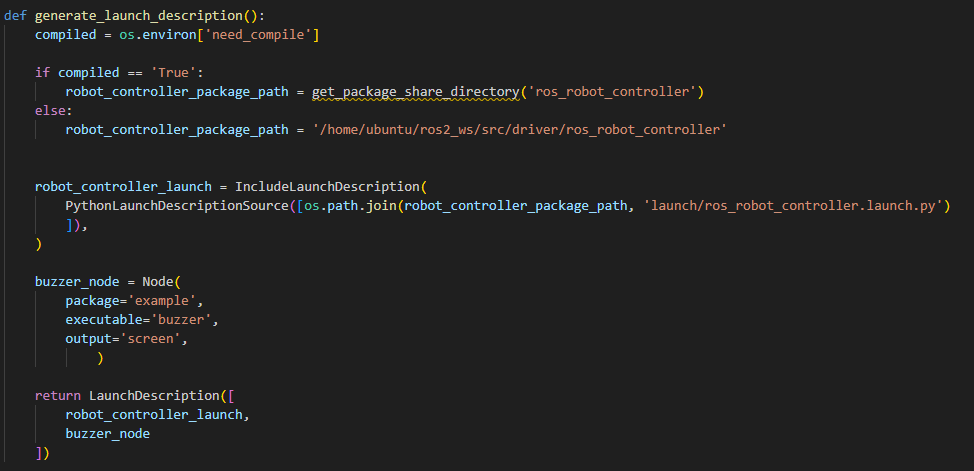 def generate_launch_description():
    compiled = os.environ['need_compile']
    if compiled == 'True':
        robot_controller_package_path = get_package_share_directory('ros_robot_controller')
    else:
        robot_controller_package_path = '/home/ubuntu/ros2_ws/src/driver/ros_robot_controller'
    robot_controller_launch = IncludeLaunchDescription(
        PythonLaunchDescriptionSource([os.path.join(robot_controller_package_path, 'launch/ros_robot_controller.launch.py')
        ]),
    )
    buzzer_node = Node(
        package='example',
        executable='buzzer',
        output='screen',
            )
    return LaunchDescription([
        robot_controller_launch,
        buzzer_node
    ])